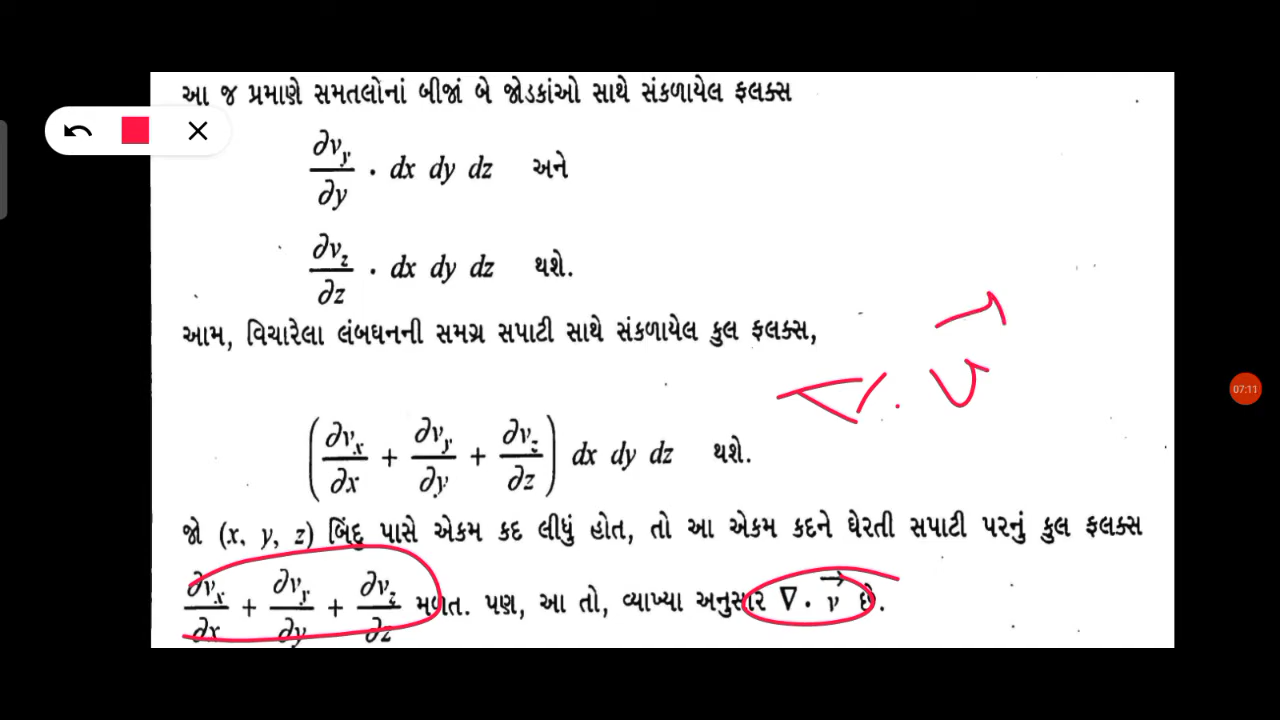 આ જ પ્રમાણે સમતલોનાં બીજાં બે જોડકાંઓ સાથે સંકળાયેલ ફલક્સ
∂v_y/∂y · dx dy dz અને
∂v_z/∂z · dx dy dz થશે.
આમ, વિચારેલા લંબઘનની સમગ્ર સપાટી સાથે સંકળાયેલ કુલ ફલક્સ,
∇ · v⃗
(∂v_x/∂x + ∂v_y/∂y + ∂v_z/∂z) dx dy dz થશે.
જો (x, y, z) બિંદુ પાસે એકમ કદ લીધું હોત, તો આ એકમ કદને ઘેરતી સપાટી પરનું કુલ ફલક્સ
∂v_x/∂x + ∂v_y/∂y + ∂v_z/∂z મળત. પણ, આ તો, વ્યાખ્યા અનુસાર ∇ · v⃗ છે.
07:11